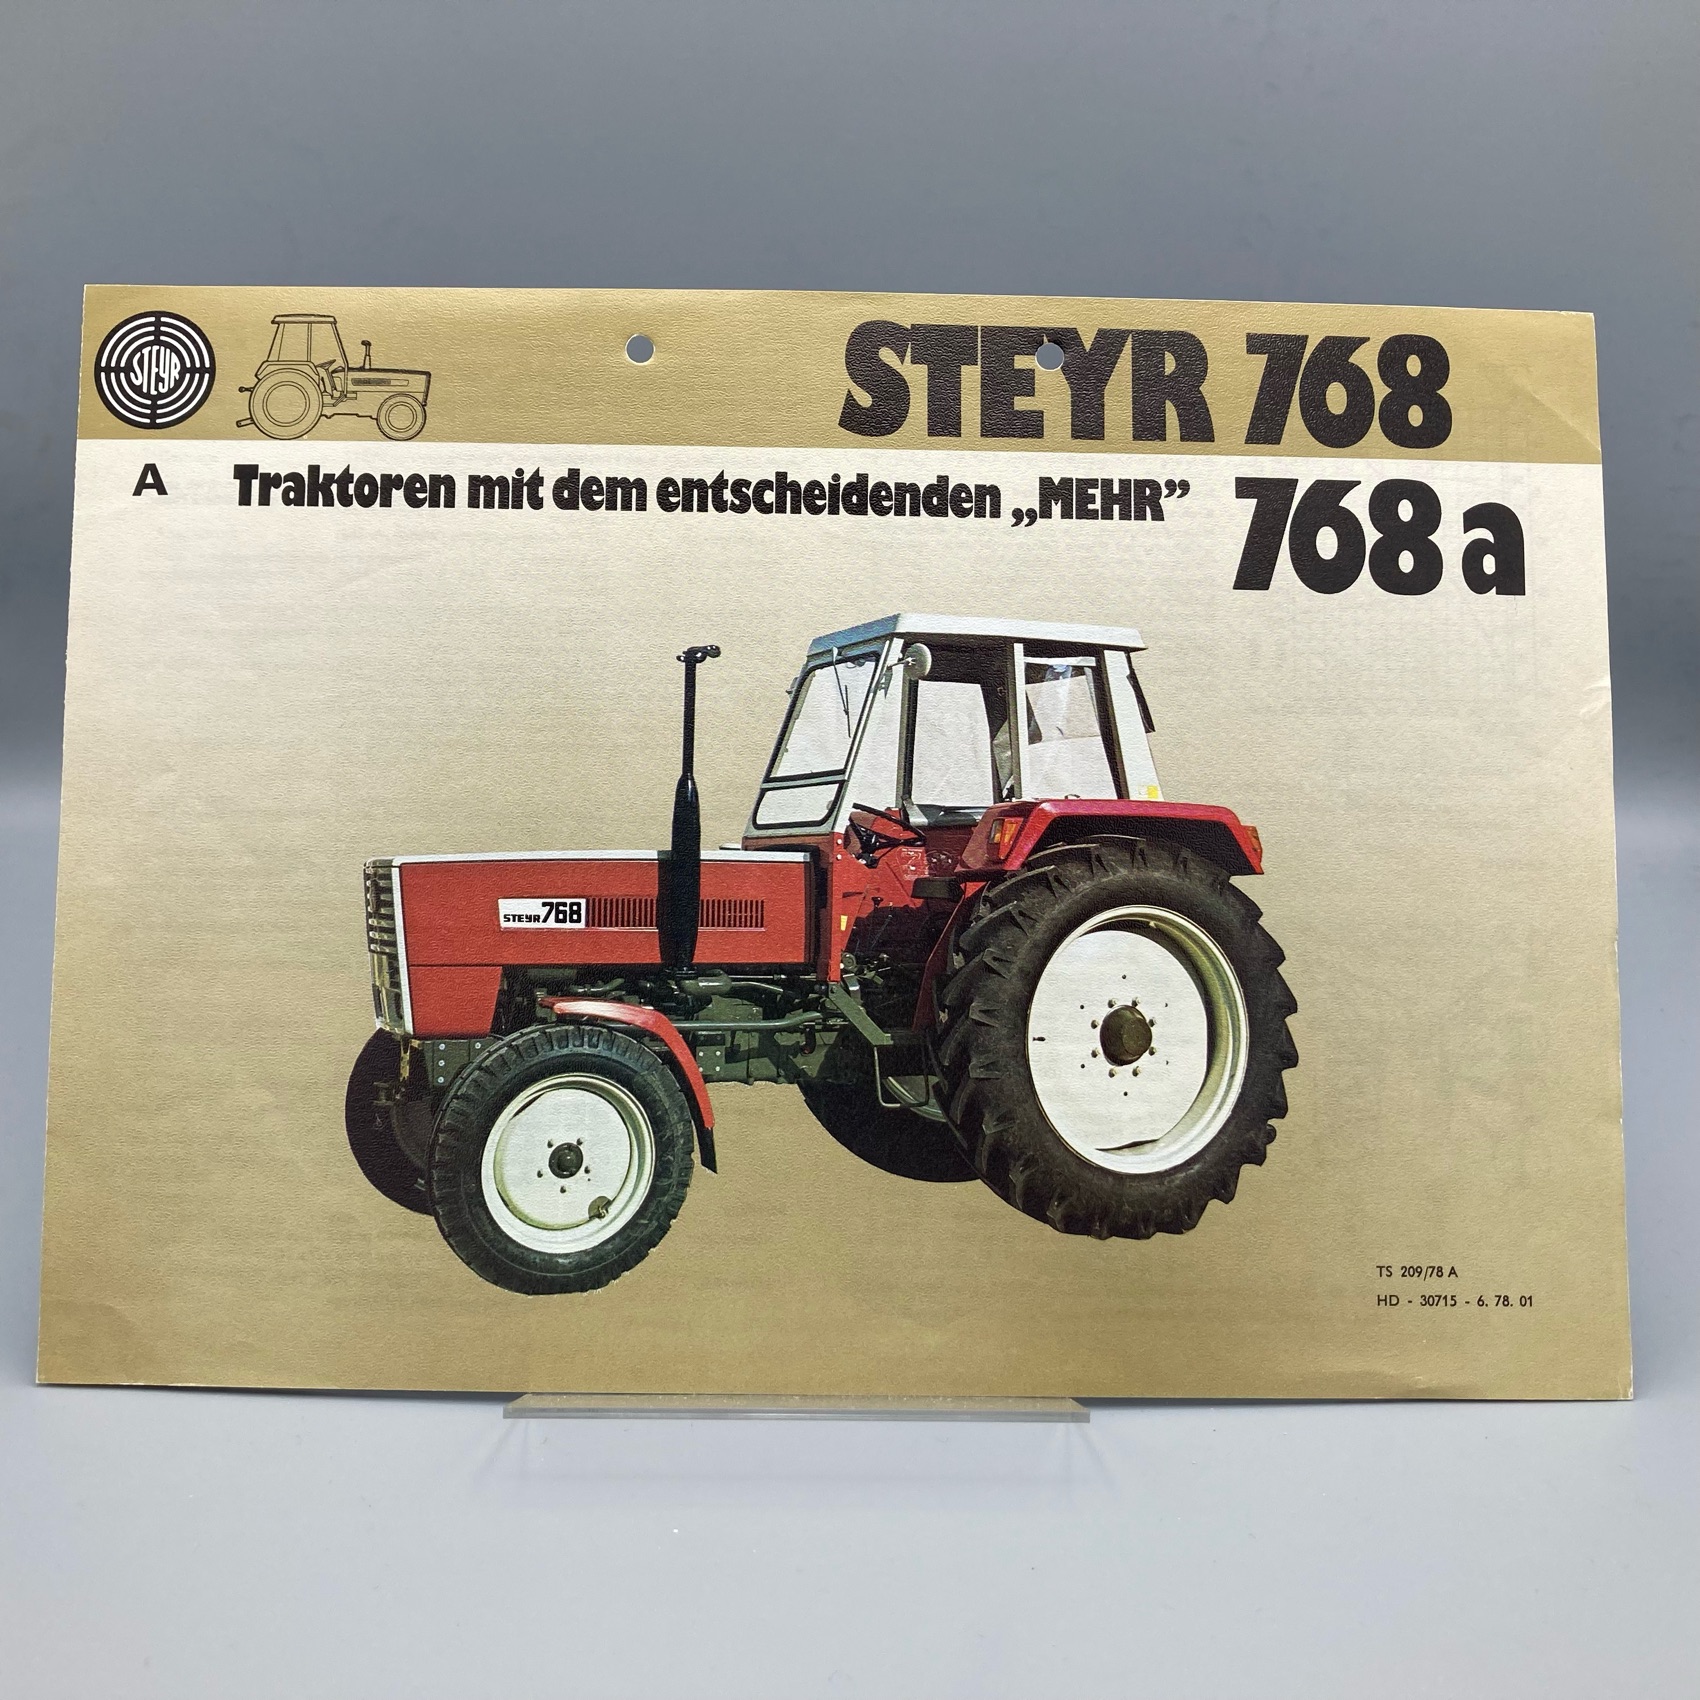 STEYR
STEYR 768
A Traktoren mit dem entscheidenden „MEHR”
768 a
STEYR 768
TS 209/78 A
HD - 30715 - 6. 78. 01